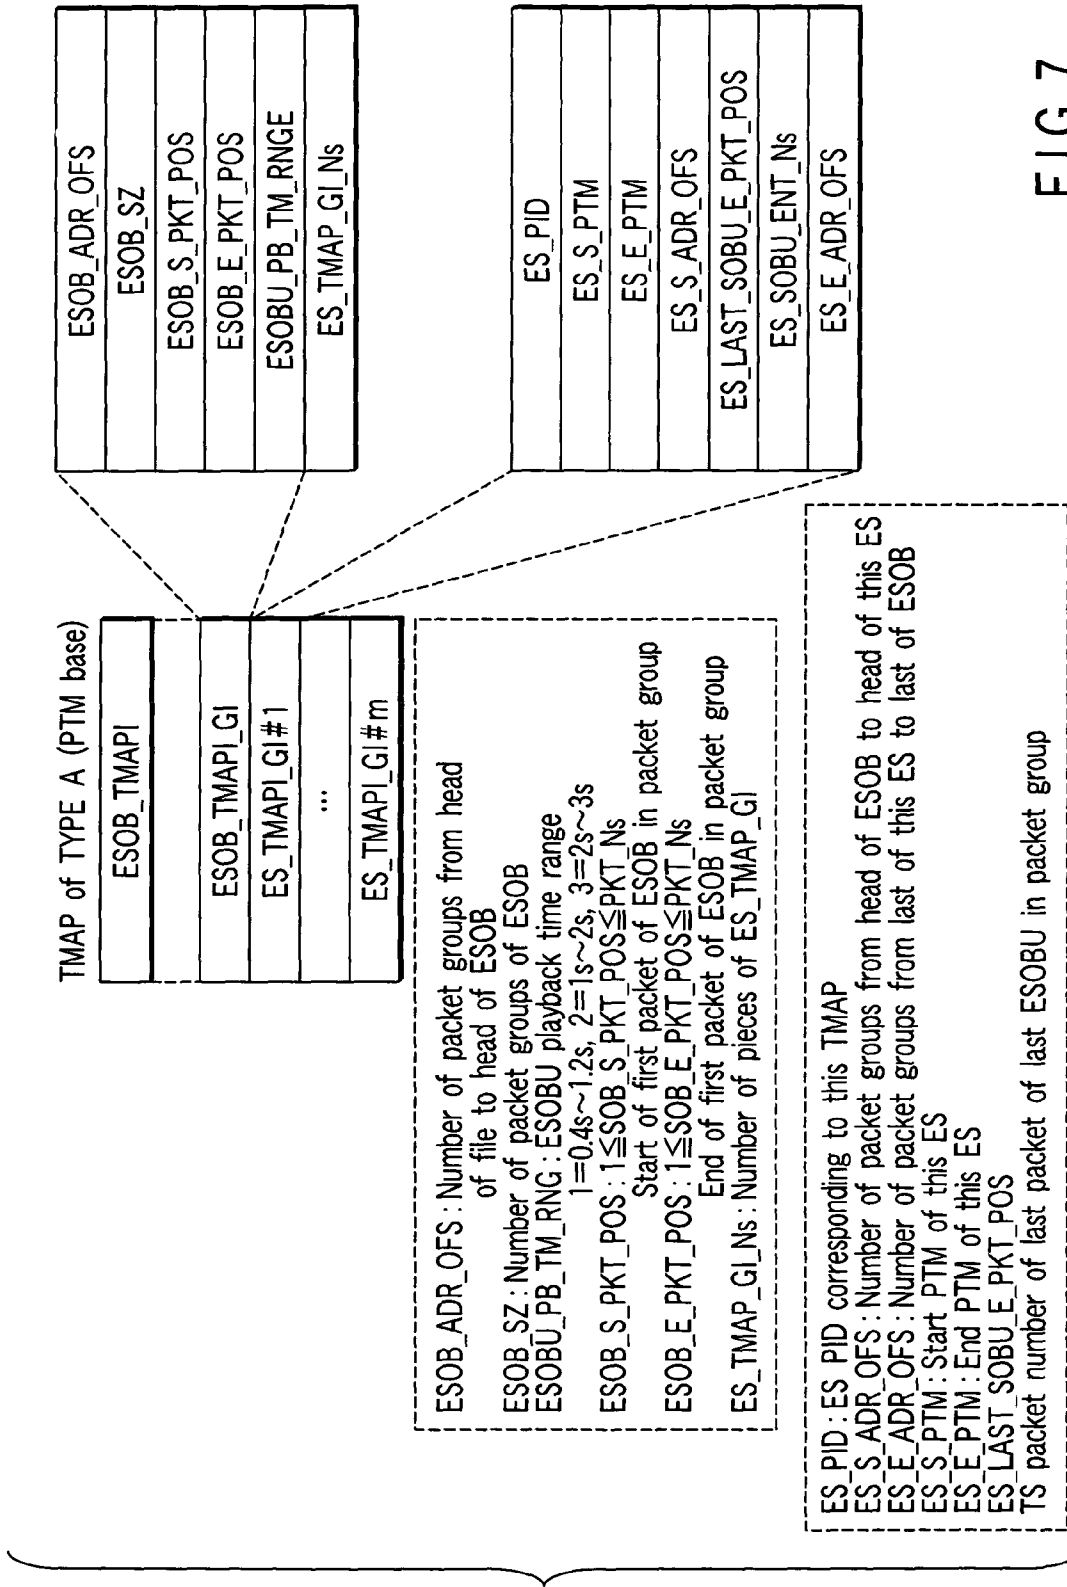 TMAP of TYPE A (PTM base)
ESOB_TMAPI
ESOB_TMAPI_GI
ES_TMAPI_GI#1
...
ES_TMAPI_GI#m
ESOB_ADR_OFS
ESOB_SZ
ESOB_S_PKT_POS
ESOB_E_PKT_POS
ESOBU_PB_TM_RNGE
ES_TMAP_GI_Ns
ES_PID
ES_S_PTM
ES_E_PTM
ES_S_ADR_OFS
ES_LAST_SOBU_E_PKT_POS
ES_SOBU_ENT_Ns
ES_E_ADR_OFS
ESOB_ADR_OFS : Number of packet groups from head
of file to head of ESOB
ESOB_SZ : Number of packet groups of ESOB
ESOBU_PB_TM_RNG : ESOBU playback time range
1=0.4s~1.2s, 2=1s~2s, 3=2s~3s
ESOB_S_PKT_POS : 1≦SOB_S_PKT_POS≦PKT_Ns
Start of first packet of ESOB in packet group
ESOB_E_PKT_POS : 1≦SOB_E_PKT_POS≦PKT_Ns
End of first packet of ESOB in packet group
ES_TMAP_GI_Ns : Number of pieces of ES_TMAP_GI
ES_PID : ES PID corresponding to this TMAP
ES_S_ADR_OFS : Number of packet groups from head of ESOB to head of this ES
ES_E_ADR_OFS : Number of packet groups from last of this ES to last of ESOB
ES_S_PTM : Start PTM of this ES
ES_E_PTM : End PTM of this ES
ES_LAST_SOBU_E_PKT_POS
TS packet number of last packet of last ESOBU in packet group
FIG. 7